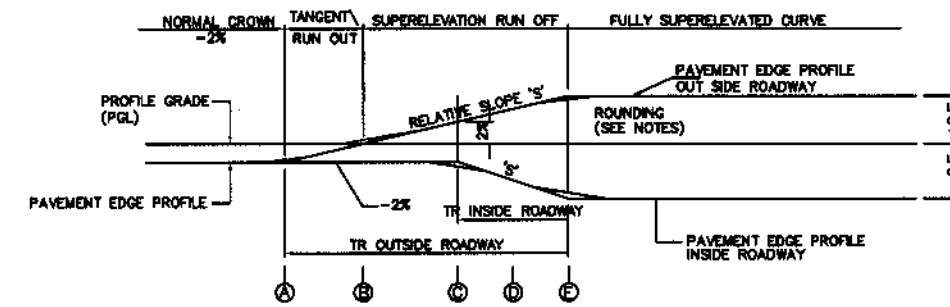 NORMAL CROWN
-2%
TANGENT
RUN OUT
SUPERELEVATION RUN OFF
FULLY SUPERELEVATED CURVE
PROFILE GRADE
(PGL)
RELATIVE SLOPE 'S'
PAVEMENT EDGE PROFILE
OUT SIDE ROADWAY
2%
ROUNDING
(SEE NOTES)
'S'
PAVEMENT EDGE PROFILE
-2%
TR INSIDE ROADWAY
TR OUTSIDE ROADWAY
PAVEMENT EDGE PROFILE
INSIDE ROADWAY
A B C D E